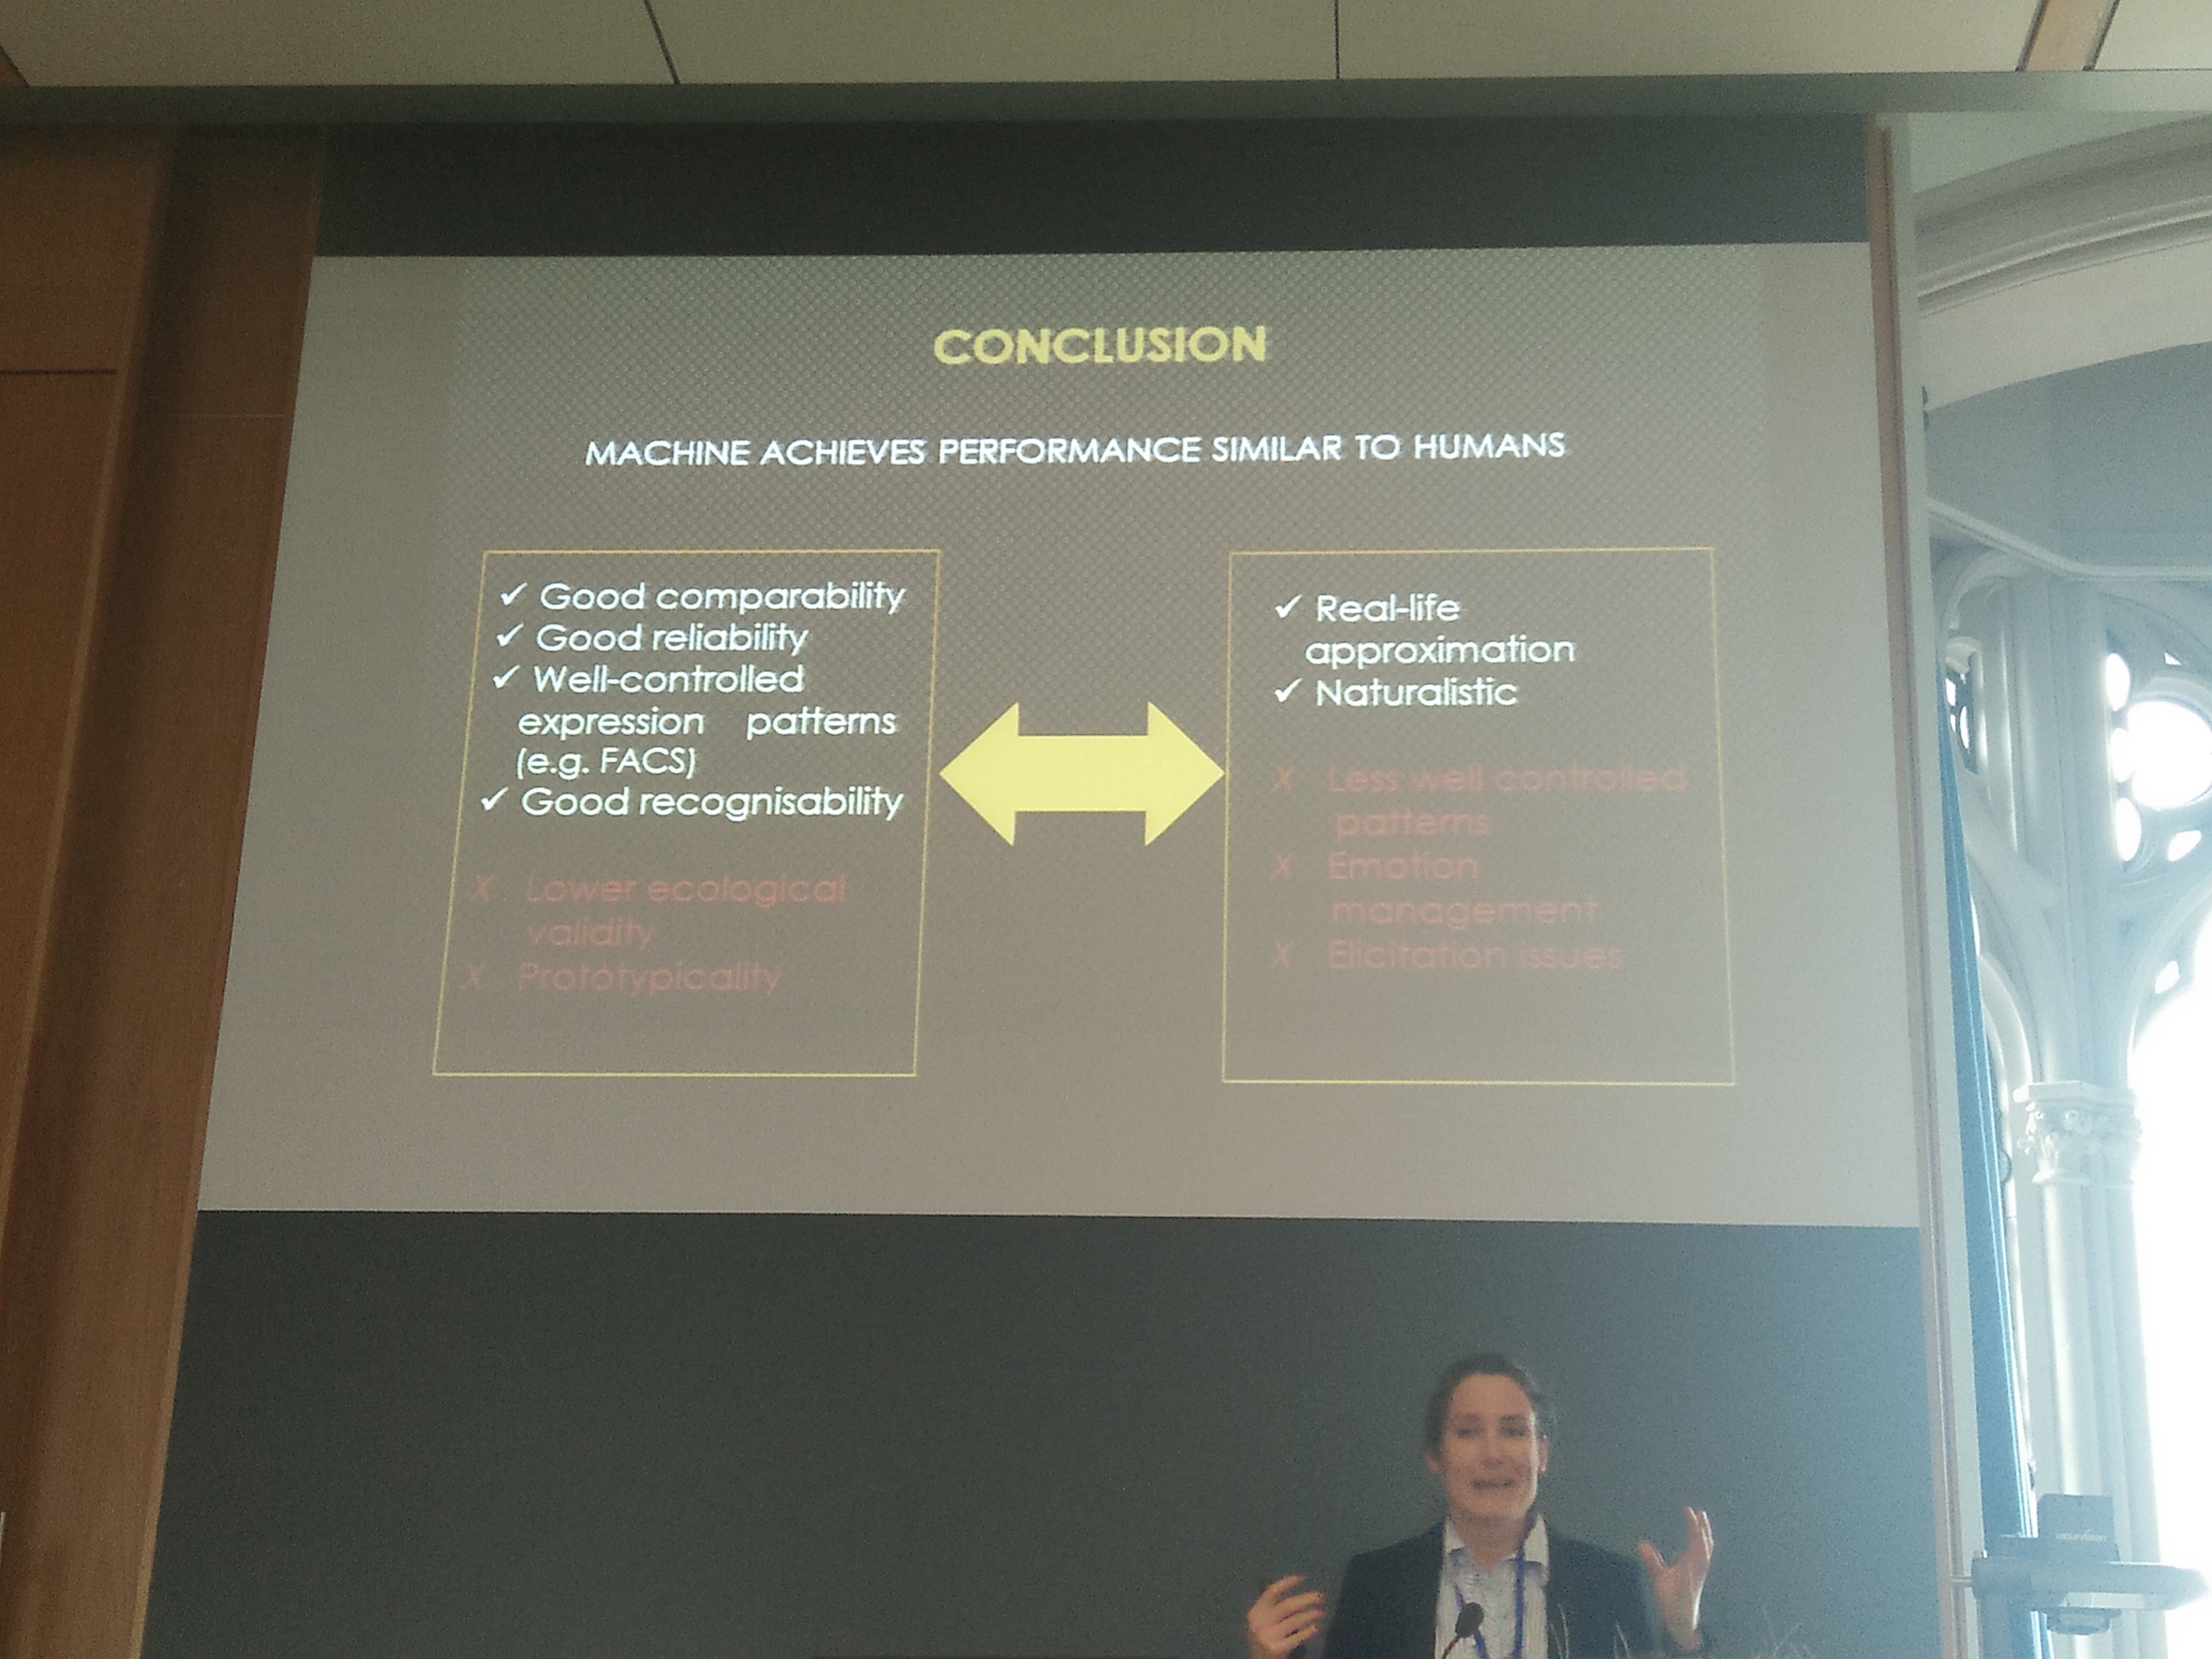 CONCLUSION
MACHINE ACHIEVES PERFORMANCE SIMILAR TO HUMANS
✓ Good comparability
✓ Good reliability
✓ Well-controlled
expression patterns
(e.g. FACS)
✓ Good recognisability
X Lower ecological
validity
X Prototypicality
✓ Real-life
approximation
✓ Naturalistic
X Less well controlled
patterns
X Emotion
management
X Elicitation issues